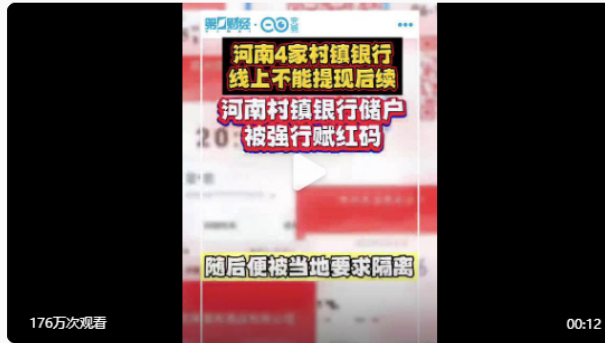 第一财经
河南4家村镇银行
线上不能提现后续
河南村镇银行储户
被强行赋红码
20
随后便被当地要求隔离
176万次观看
00:12